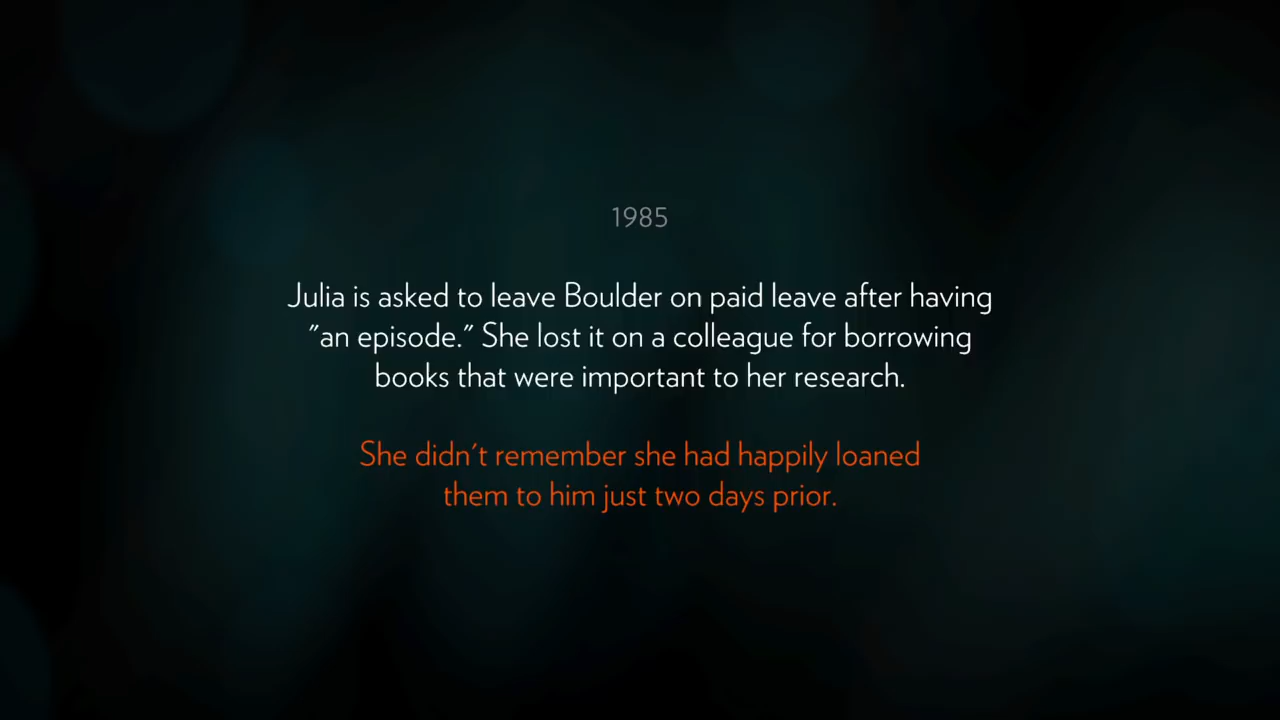 1985
Julia is asked to leave Boulder on paid leave after having
"an episode." She lost it on a colleague for borrowing
books that were important to her research.
She didn't remember she had happily loaned
them to him just two days prior.